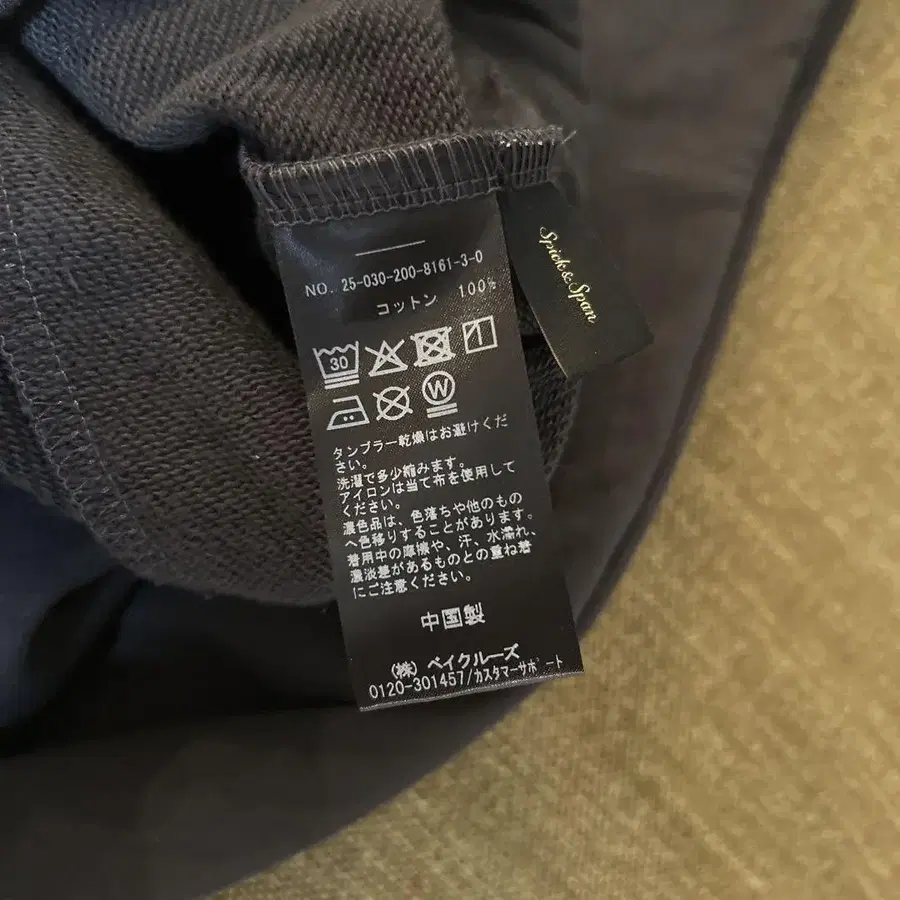 NO. 25-030-200-8161-3-0
コットン 100%
30
W
タンブラー乾燥はお避けくだ
さい。
洗濯で多少縮みます。
アイロンは当て布を使用して
ください。
濃色品は、色落ちや他のもの
へ色移りすることがあります。
着用中の摩擦や、汗、水濡れ、
濃淡差があるものとの重ね着
にご注意ください。
中国製
(株) ベイクルーズ
0120-301457/カスタマーサポート
Spick&Span